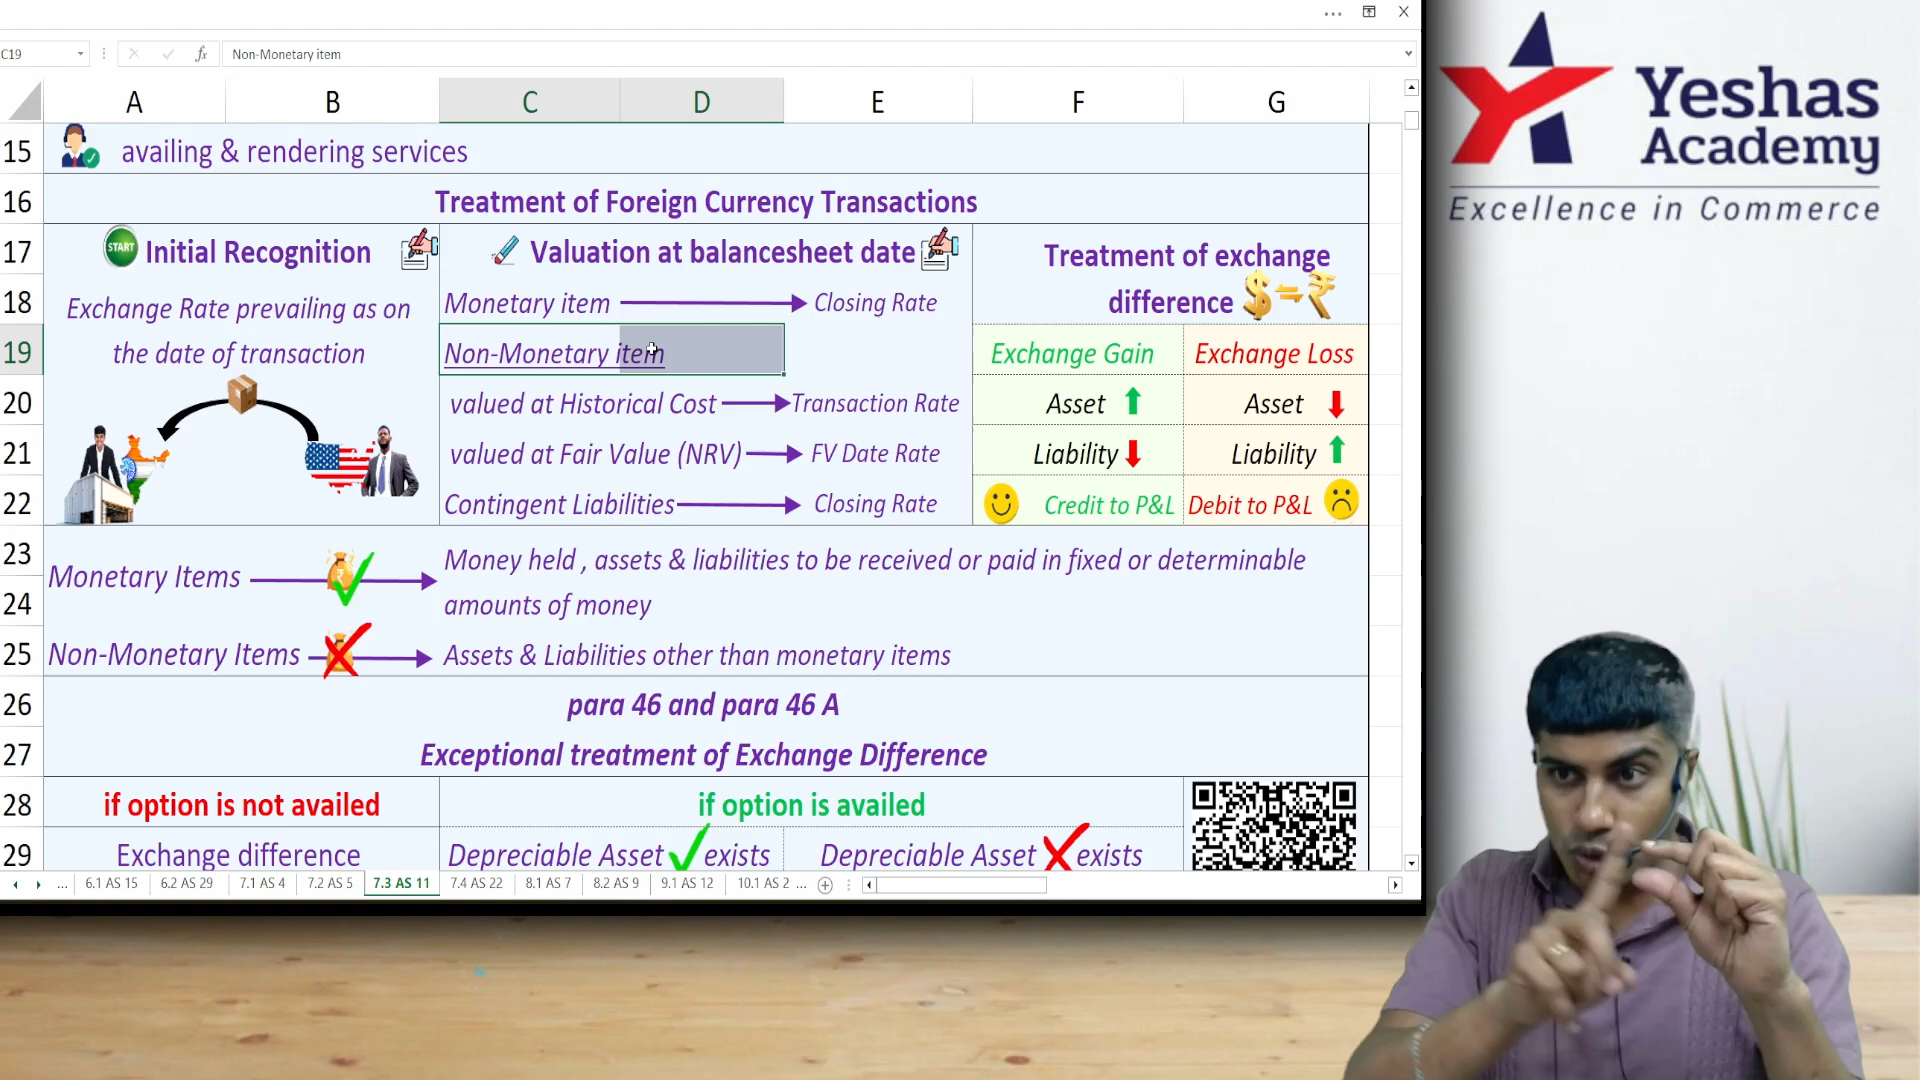 C19
fx
Non-Monetary item
A B C D E F G
15 availing & rendering services
16 Treatment of Foreign Currency Transactions
17 START Initial Recognition Valuation at balancesheet date Treatment of exchange
difference
18 Exchange Rate prevailing as on Monetary item Closing Rate
19 the date of transaction Non-Monetary item Exchange Gain Exchange Loss
20 valued at Historical Cost Transaction Rate Asset Asset
21 valued at Fair Value (NRV) FV Date Rate Liability Liability
22 Contingent Liabilities Closing Rate Credit to P&L Debit to P&L
23 Monetary Items Money held , assets & liabilities to be received or paid in fixed or determinable
24 amounts of money
25 Non-Monetary Items Assets & Liabilities other than monetary items
26 para 46 and para 46 A
27 Exceptional treatment of Exchange Difference
28 if option is not availed if option is availed
29 Exchange difference Depreciable Asset exists Depreciable Asset exists
... 6.1 AS 15 6.2 AS 29 7.1 AS 4 7.2 AS 5 7.3 AS 11 7.4 AS 22 8.1 AS 7 8.2 AS 9 9.1 AS 12 10.1 AS 2 ...
Yeshas
Academy
Excellence in Commerce